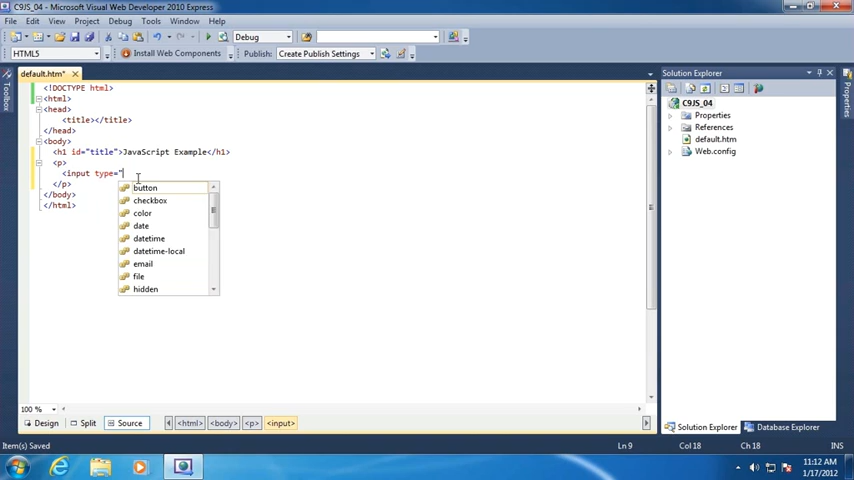 C9JS_04 - Microsoft Visual Web Developer 2010 Express
File Edit View Project Debug Tools Window Help
Debug
HTML5 Install Web Components Publish: Create Publish Settings
default.htm*
Toolbox
<!DOCTYPE html>
<html>
<head>
<title></title>
</head>
<body>
<h1 id="title">JavaScript Example</h1>
<p>
<input type="
</p>
</body>
</html>
button
checkbox
color
date
datetime
datetime-local
email
file
hidden
Solution Explorer
C9JS_04
Properties
References
default.htm
Web.config
Properties
100 %
Design Split Source <html> <body> <p> <input>
Solution Explorer Database Explorer
Item(s) Saved Ln 9 Col 18 Ch 18 INS
11:12 AM
1/17/2012